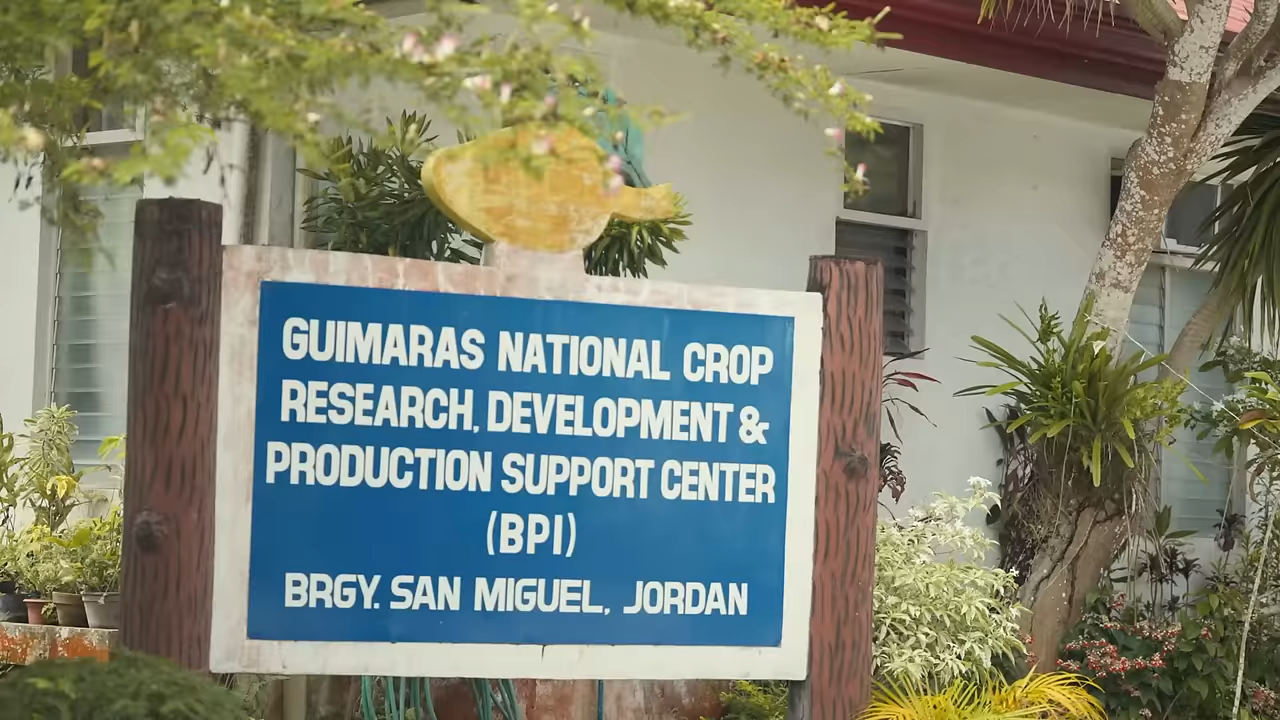 GUIMARAS NATIONAL CROP
RESEARCH, DEVELOPMENT &
PRODUCTION SUPPORT CENTER
(BPI)
BRGY. SAN MIGUEL, JORDAN